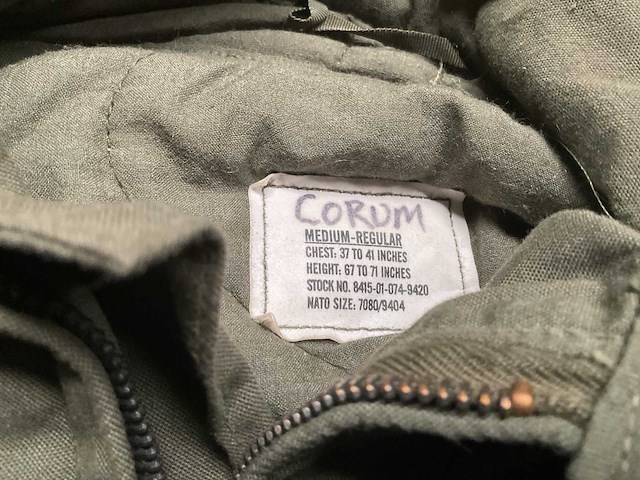 CORUM
MEDIUM-REGULAR
CHEST: 37 TO 41 INCHES
HEIGHT: 67 TO 71 INCHES
STOCK NO. 8415-01-074-9420
NATO SIZE: 7080/9404